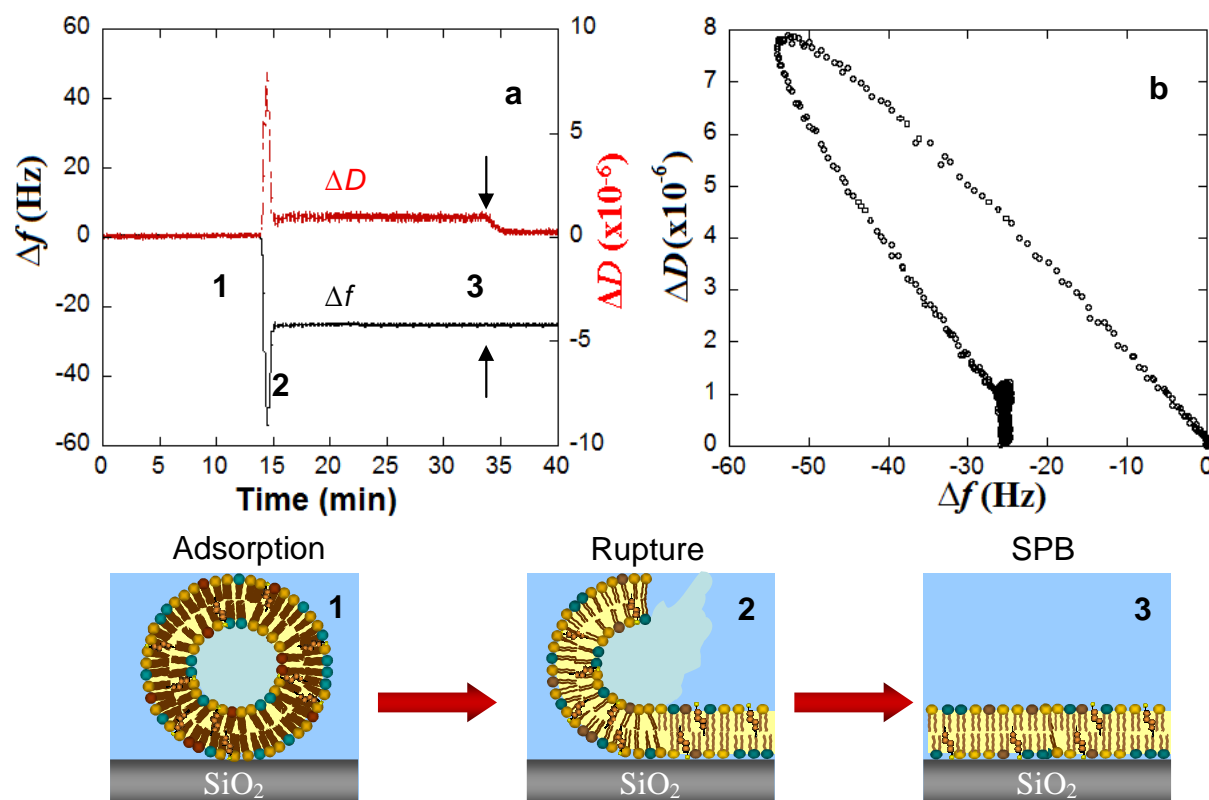 60
40
20
0
-20
-40
-60
Δf (Hz)
10
5
0
-5
-10
ΔD (x10-6)
a
ΔD
1
Δf
3
2
0 5 10 15 20 25 30 35 40
Time (min)
8
7
6
5
4
3
2
1
0
ΔD (x10-6)
b
-60 -50 -40 -30 -20 -10 0
Δf (Hz)
Adsorption
1
SiO2
Rupture
2
SiO2
SPB
3
SiO2